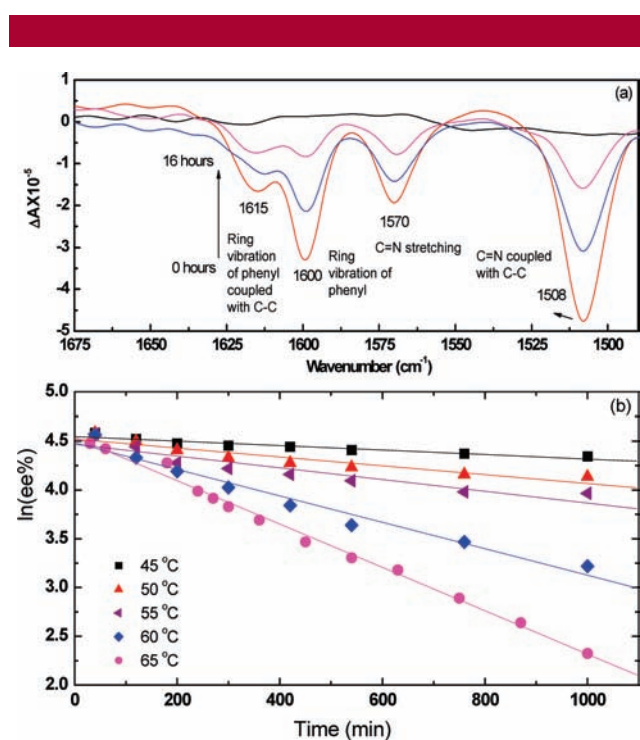 (a)
1
0
-1
-2
-3
-4
-5
ΔAX10⁻⁵
16 hours
0 hours
1615
Ring
vibration
of phenyl
coupled
with C-C
1600
Ring
vibration of
phenyl
1570
C=N stretching
C=N coupled
with C-C
1508
1675 1650 1625 1600 1575 1550 1525 1500
Wavenumber (cm⁻¹)
(b)
5.0
4.5
4.0
3.5
3.0
2.5
2.0
ln(ee%)
45 °C
50 °C
55 °C
60 °C
65 °C
0 200 400 600 800 1000
Time (min)